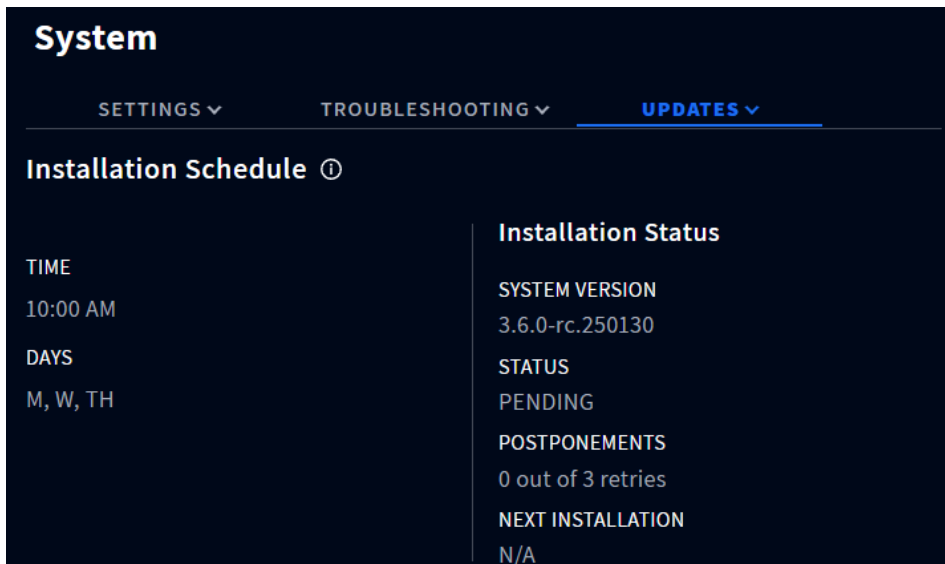 System
SETTINGS
TROUBLESHOOTING
UPDATES
Installation Schedule
TIME
10:00 AM
DAYS
M, W, TH
Installation Status
SYSTEM VERSION
3.6.0-rc.250130
STATUS
PENDING
POSTPONEMENTS
0 out of 3 retries
NEXT INSTALLATION
N/A